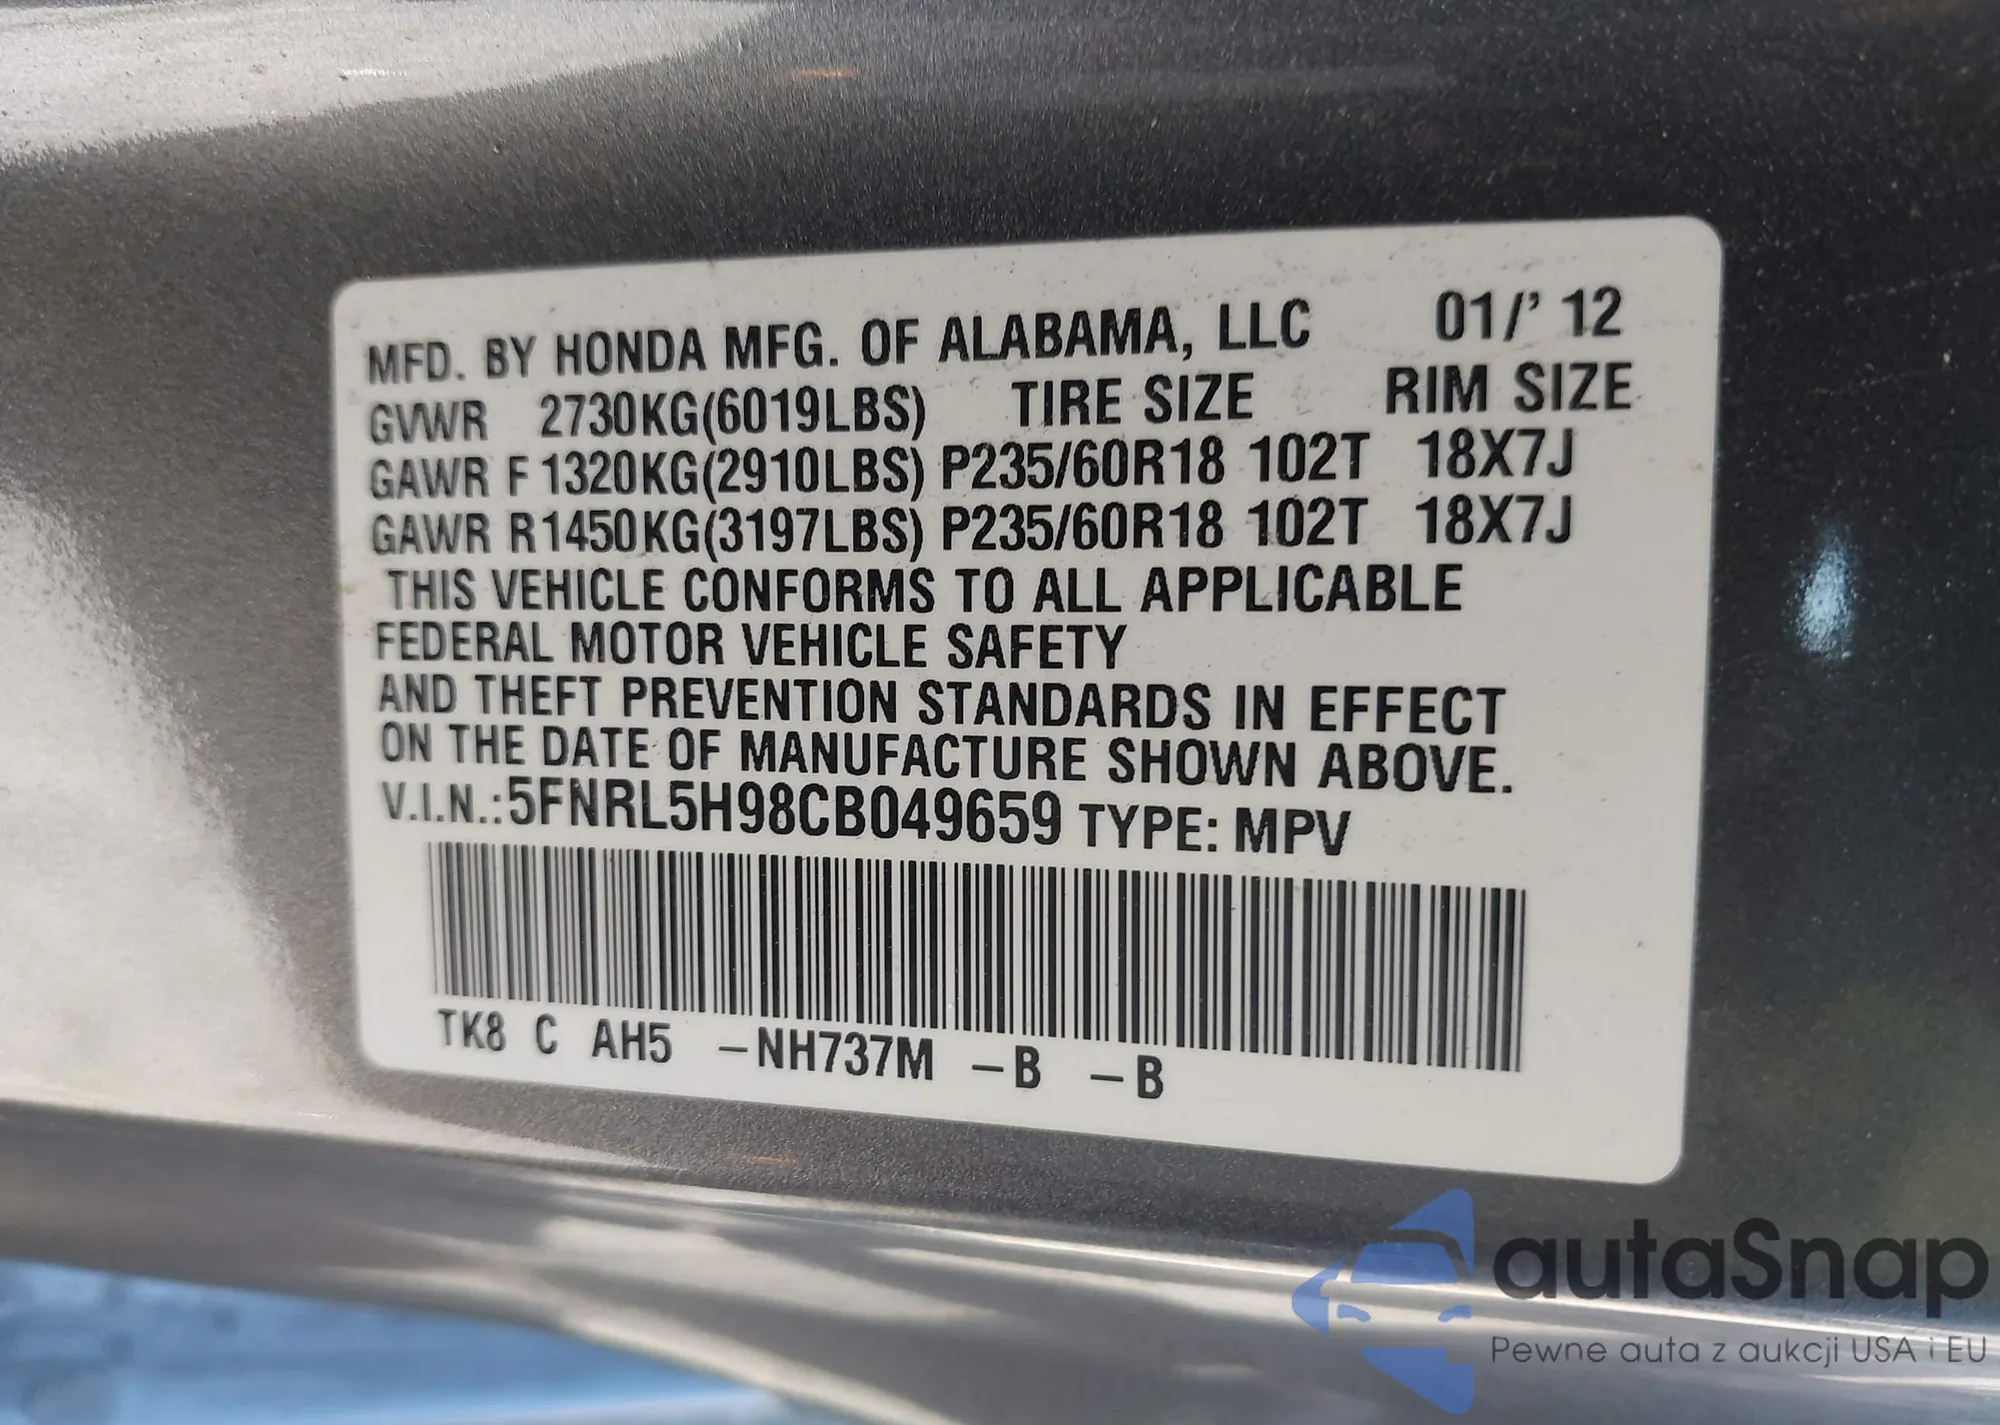 MFD. BY HONDA MFG. OF ALABAMA, LLC 01/'12
GVWR 2730KG(6019LBS) TIRE SIZE RIM SIZE
GAWR F 1320KG(2910LBS) P235/60R18 102T 18X7J
GAWR R1450KG(3197LBS) P235/60R18 102T 18X7J
THIS VEHICLE CONFORMS TO ALL APPLICABLE
FEDERAL MOTOR VEHICLE SAFETY
AND THEFT PREVENTION STANDARDS IN EFFECT
ON THE DATE OF MANUFACTURE SHOWN ABOVE.
V.I.N.:5FNRL5H98CB049659 TYPE: MPV
TK8 C AH5 -NH737M -B -B
autaSnap
Pewne auta z aukcji USA i EU